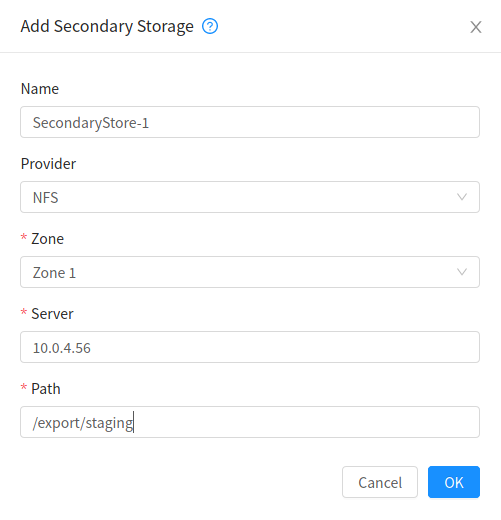 Add Secondary Storage ?
Name
SecondaryStore-1
Provider
NFS
* Zone
Zone 1
* Server
10.0.4.56
* Path
/export/staging
Cancel OK